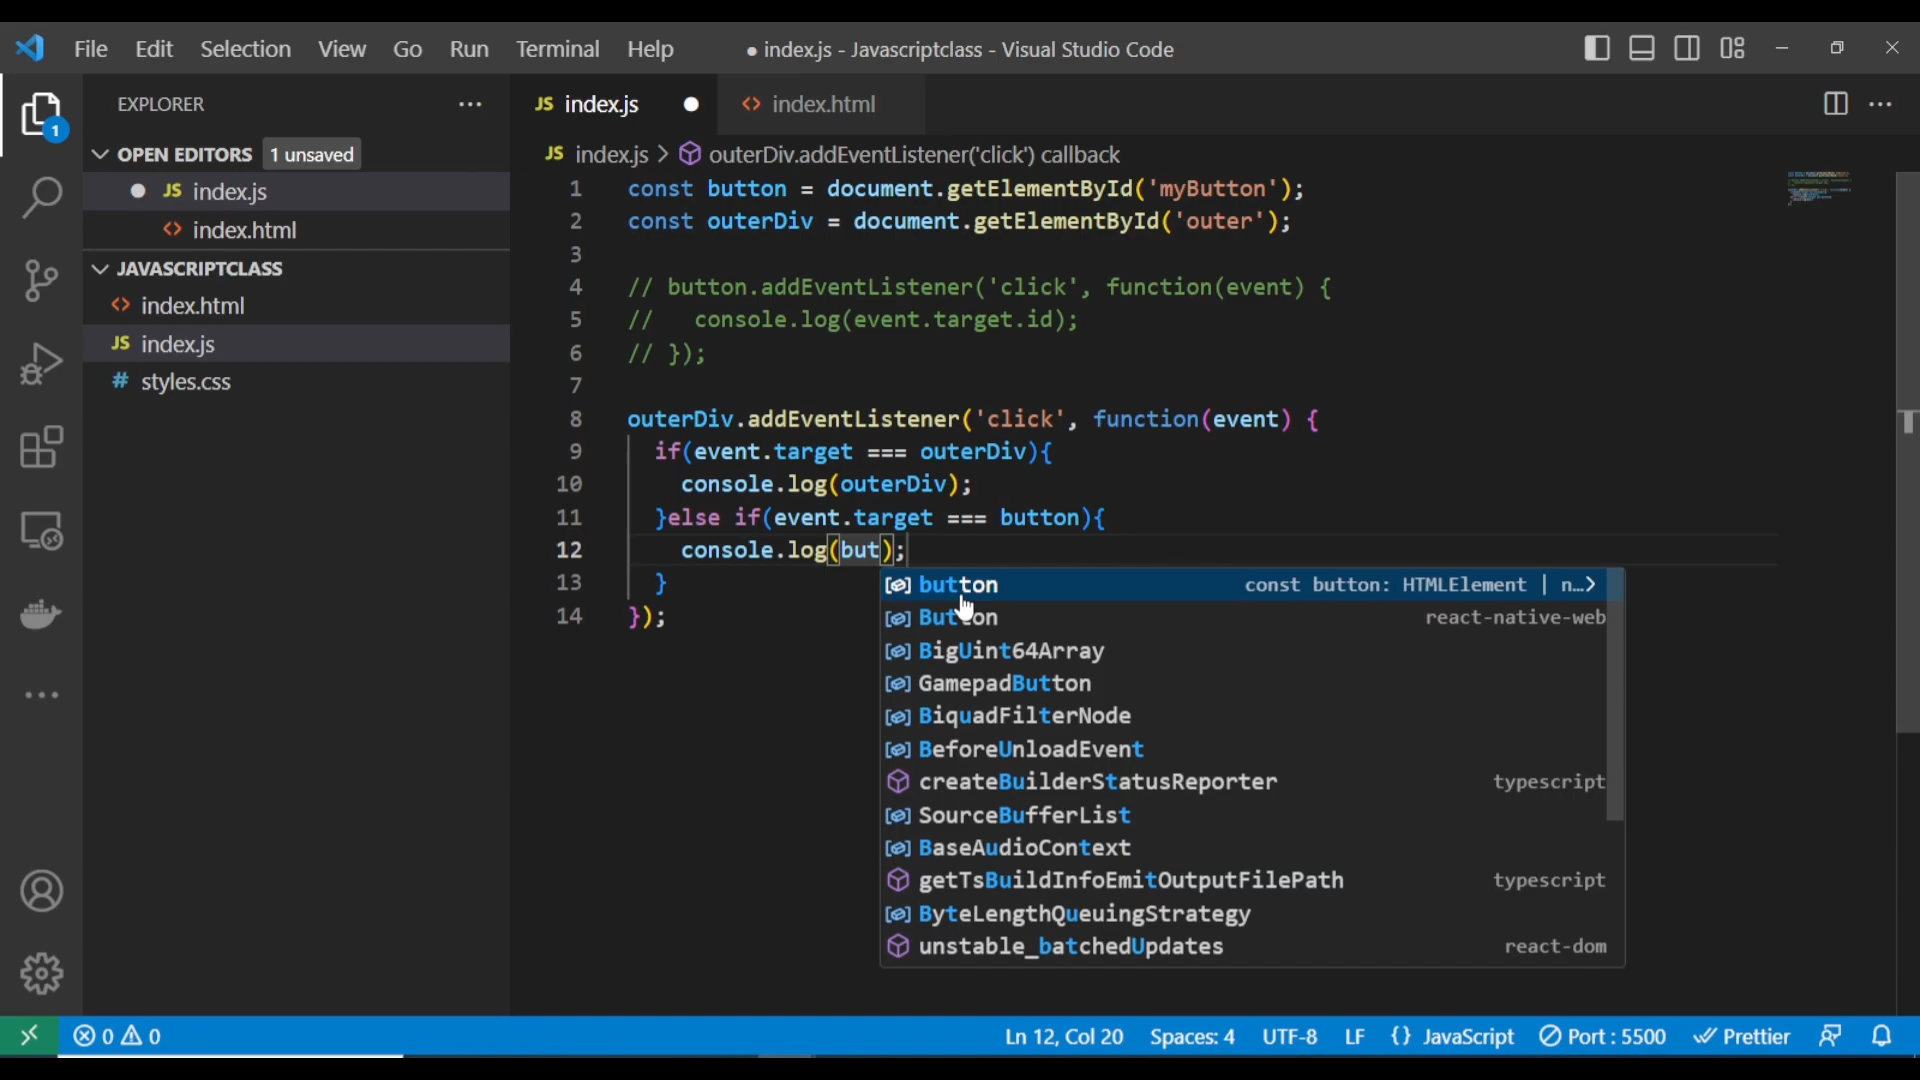 File Edit Selection View Go Run Terminal Help ● index.js - Javascriptclass - Visual Studio Code
EXPLORER ...
1
JS index.js ●
<> index.html
OPEN EDITORS 1 unsaved
● JS index.js
<> index.html
JAVASCRIPTCLASS
<> index.html
JS index.js
# styles.css
JS index.js > outerDiv.addEventListener('click') callback
1 const button = document.getElementById('myButton');
2 const outerDiv = document.getElementById('outer');
3
4 // button.addEventListener('click', function(event) {
5 //   console.log(event.target.id);
6 // });
7
8 outerDiv.addEventListener('click', function(event) {
9   if(event.target === outerDiv){
10     console.log(outerDiv);
11   }else if(event.target === button){
12     console.log(but);
13   }
14 });
button const button: HTMLElement | n...>
Button react-native-web
BigUint64Array
GamepadButton
BiquadFilterNode
BeforeUnloadEvent
createBuilderStatusReporter typescript
SourceBufferList
BaseAudioContext
getTsBuildInfoEmitOutputFilePath typescript
ByteLengthQueuingStrategy
unstable_batchedUpdates react-dom
0 0 Ln 12, Col 20 Spaces: 4 UTF-8 LF {} JavaScript Port : 5500 Prettier